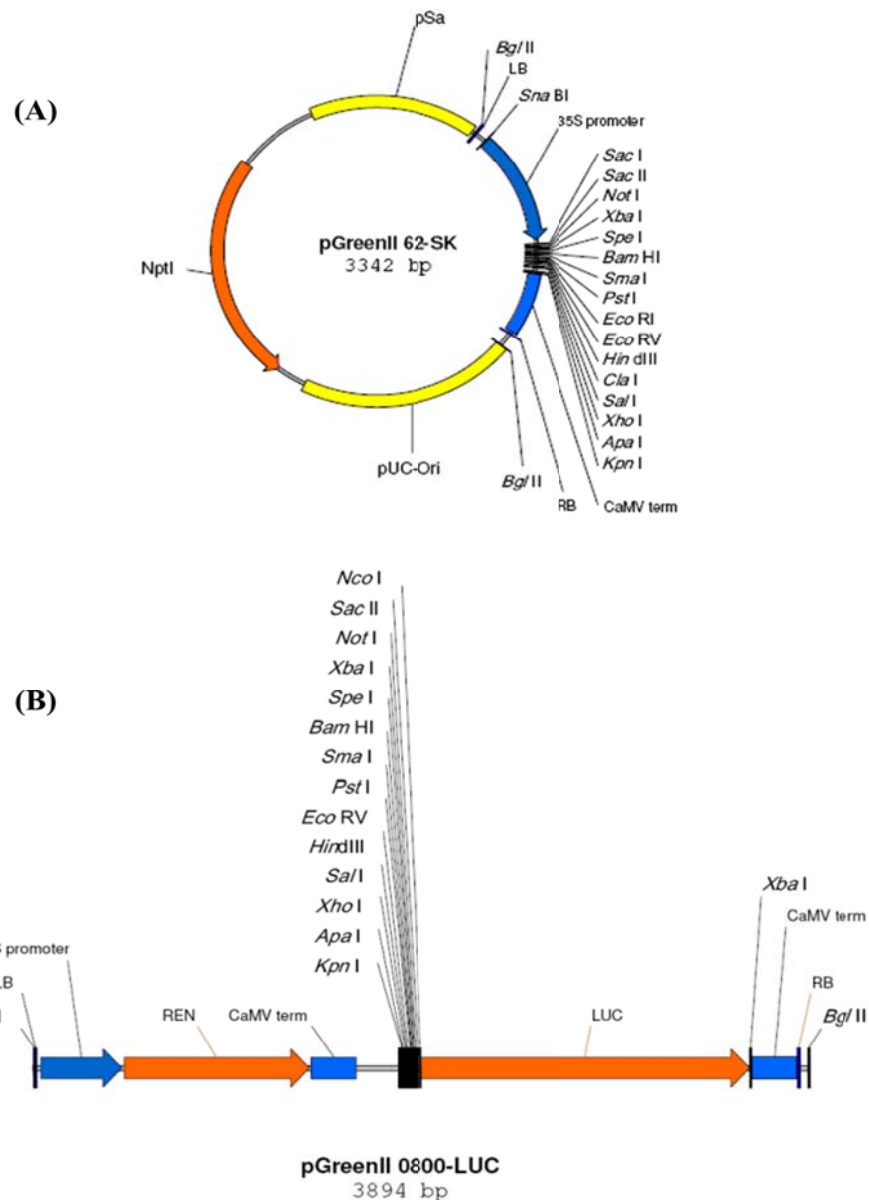 (A)
pSa
Bgl II
LB
Sna BI
35S promoter
Sac I
Sac II
Not I
Xba I
Spe I
Bam HI
Sma I
Pst I
Eco RI
Eco RV
Hin dIII
Cla I
Sal I
Xho I
Apa I
Kpn I
CaMV term
RB
Bgl II
pUC-Ori
NptI
pGreenII 62-SK
3342 bp
(B)
Nco I
Sac II
Not I
Xba I
Spe I
Bam HI
Sma I
Pst I
Eco RV
HindIII
Sal I
Xho I
Apa I
Kpn I
Xba I
CaMV term
promoter
REN
CaMV term
LUC
RB
Bgl II
pGreenII 0800-LUC
3894 bp